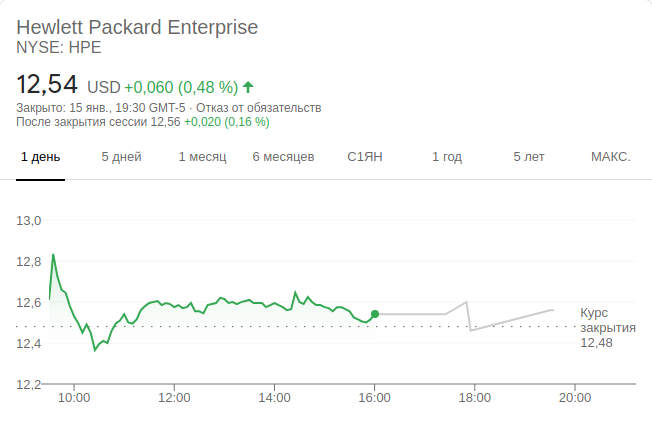 Hewlett Packard Enterprise
NYSE: HPE
12,54 USD +0,060 (0,48 %)
Закрыто: 15 янв., 19:30 GMT-5 · Отказ от обязательств
После закрытия сессии 12,56 +0,020 (0,16 %)
1 день 5 дней 1 месяц 6 месяцев С1ЯН 1 год 5 лет МАКС.
13,0
12,8
12,6
Курс
закрытия
12,48
12,4
12,2
10:00 12:00 14:00 16:00 18:00 20:00